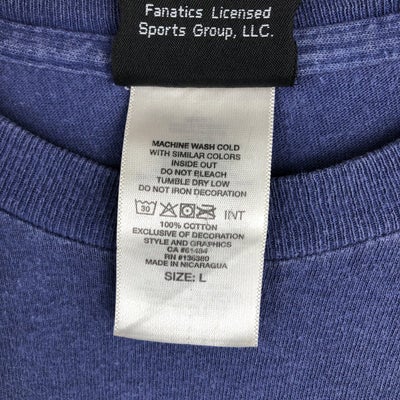 Fanatics Licensed
Sports Group, LLC.
MACHINE WASH COLD
WITH SIMILAR COLORS
INSIDE OUT
DO NOT BLEACH
TUMBLE DRY LOW
DO NOT IRON DECORATION
30 INT
100% COTTON
EXCLUSIVE OF DECORATION
STYLE AND GRAPHICS
CA #61484
RN #136380
MADE IN NICARAGUA
SIZE: L